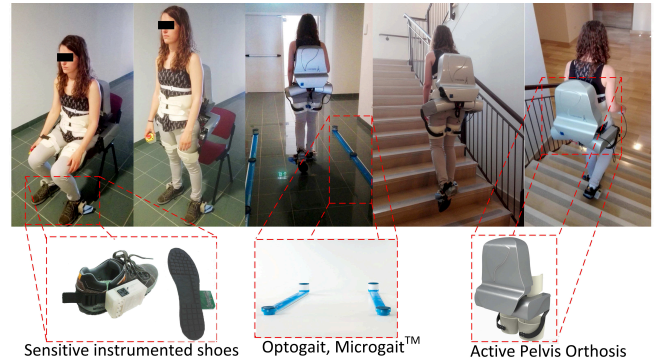 Sensitive instrumented shoes
Optogait, Microgait™
Active Pelvis Orthosis